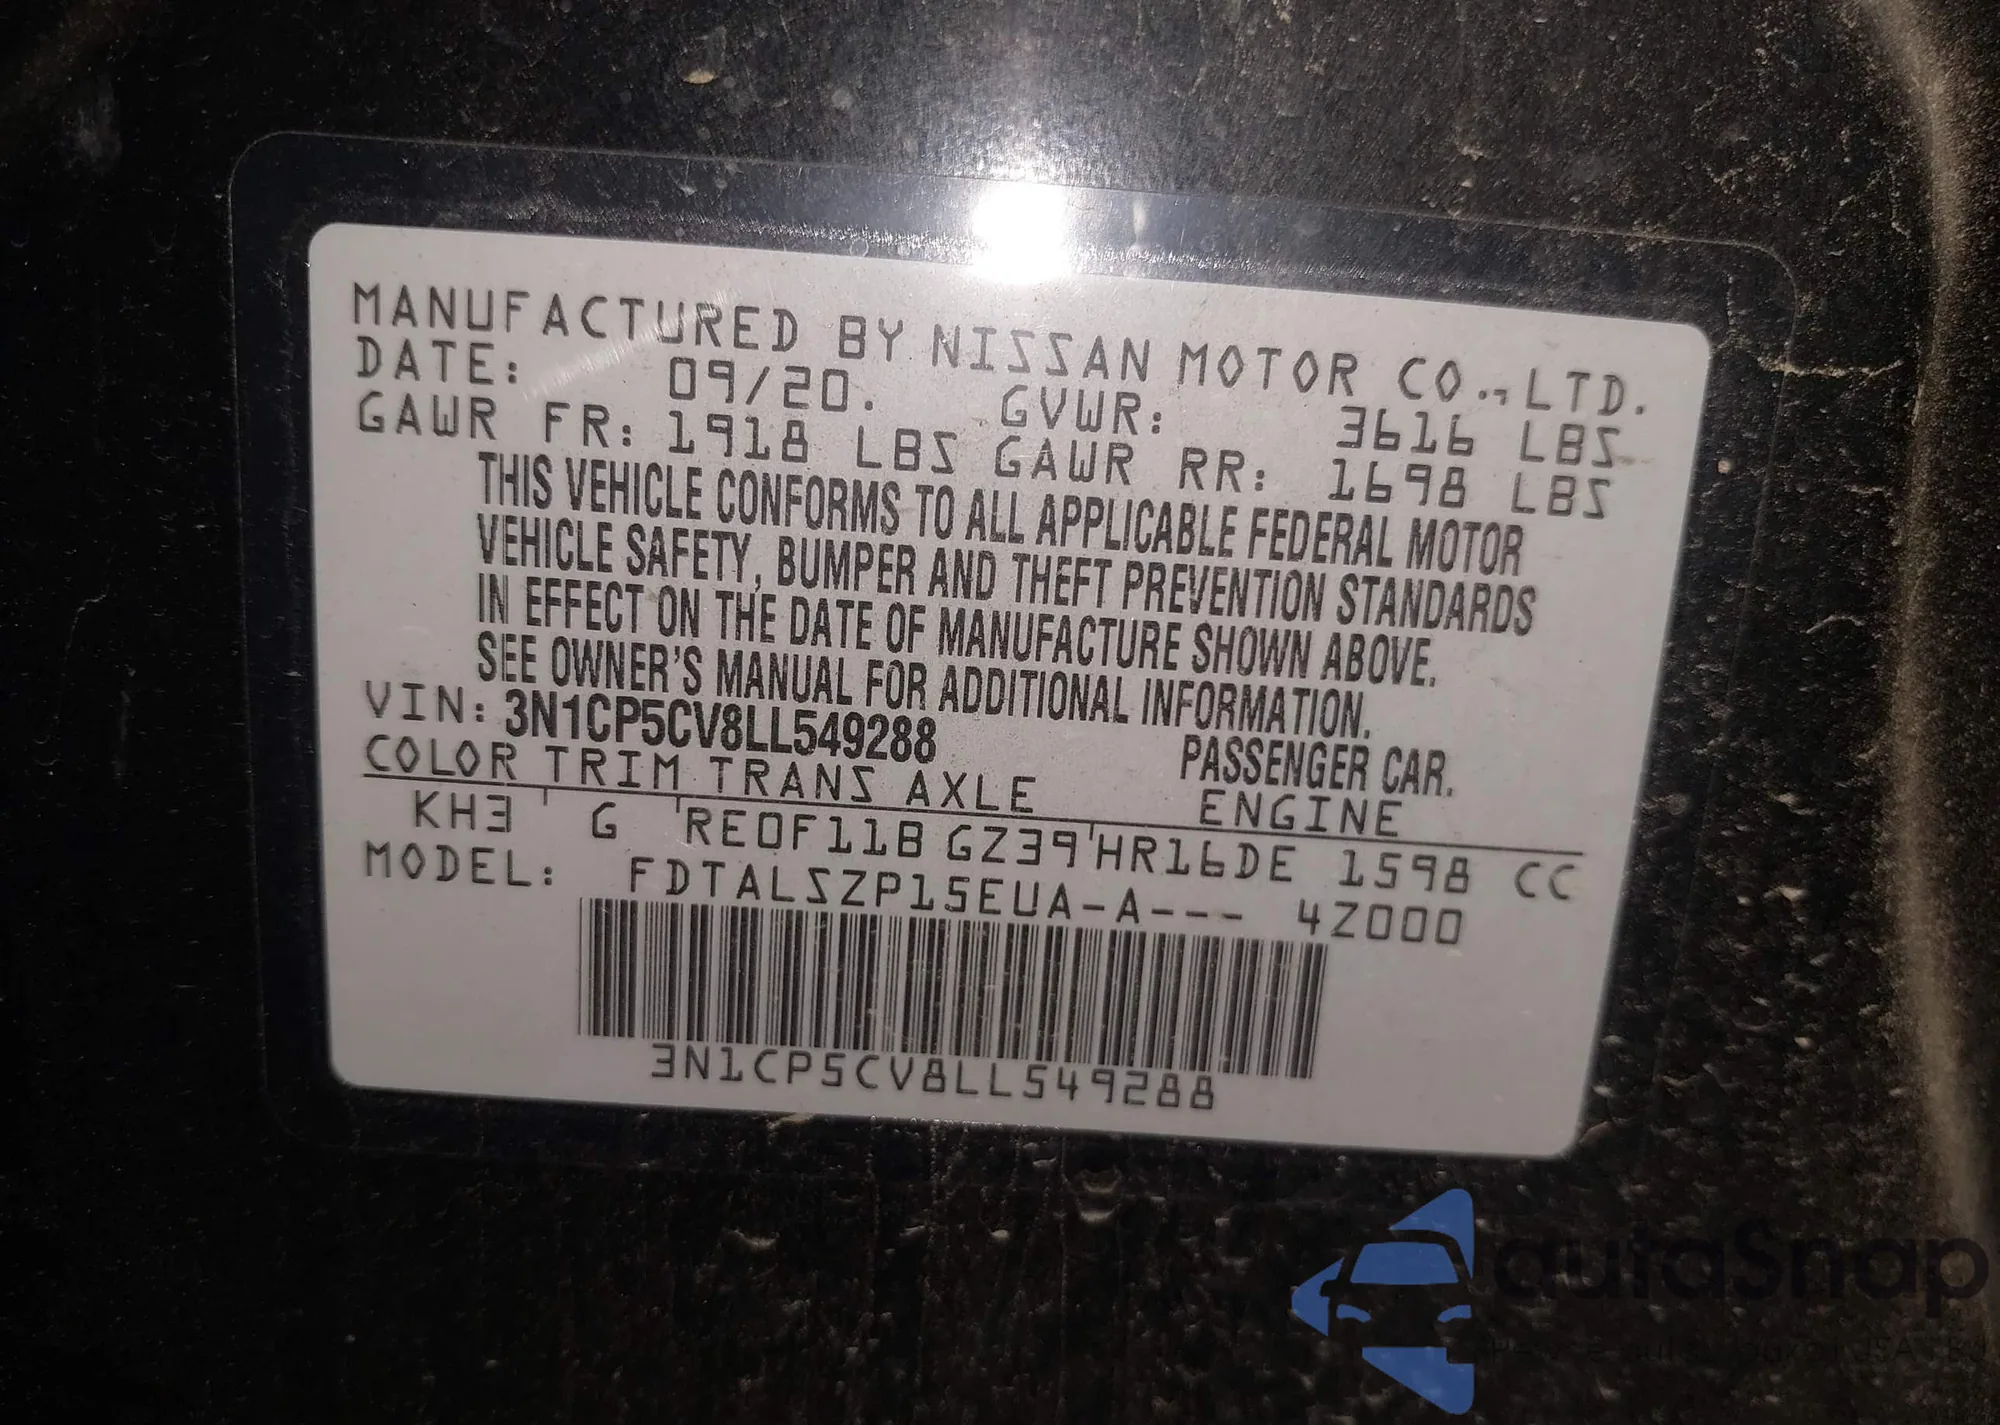 MANUFACTURED BY NISSAN MOTOR CO., LTD.
DATE: 09/20. GVWR: 3616 LBS
GAWR FR: 1918 LBS GAWR RR: 1698 LBS
THIS VEHICLE CONFORMS TO ALL APPLICABLE FEDERAL MOTOR
VEHICLE SAFETY, BUMPER AND THEFT PREVENTION STANDARDS
IN EFFECT ON THE DATE OF MANUFACTURE SHOWN ABOVE.
SEE OWNER'S MANUAL FOR ADDITIONAL INFORMATION.
VIN: 3N1CP5CV8LL549288 PASSENGER CAR.
COLOR TRIM TRANS AXLE ENGINE
KH3 G RE0F11B GZ39 HR16DE 1598 CC
MODEL: FDTALSZP15EUA-A--- 4Z000
3N1CP5CV8LL549288
autoSnap